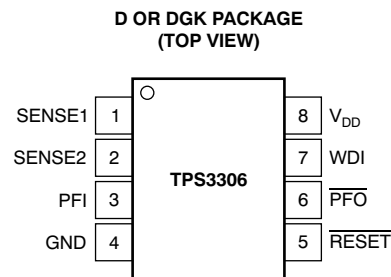 D OR DGK PACKAGE
(TOP VIEW)
SENSE1 1 8 VDD
SENSE2 2 7 WDI
TPS3306
PFI 3 6 PFO
GND 4 5 RESET